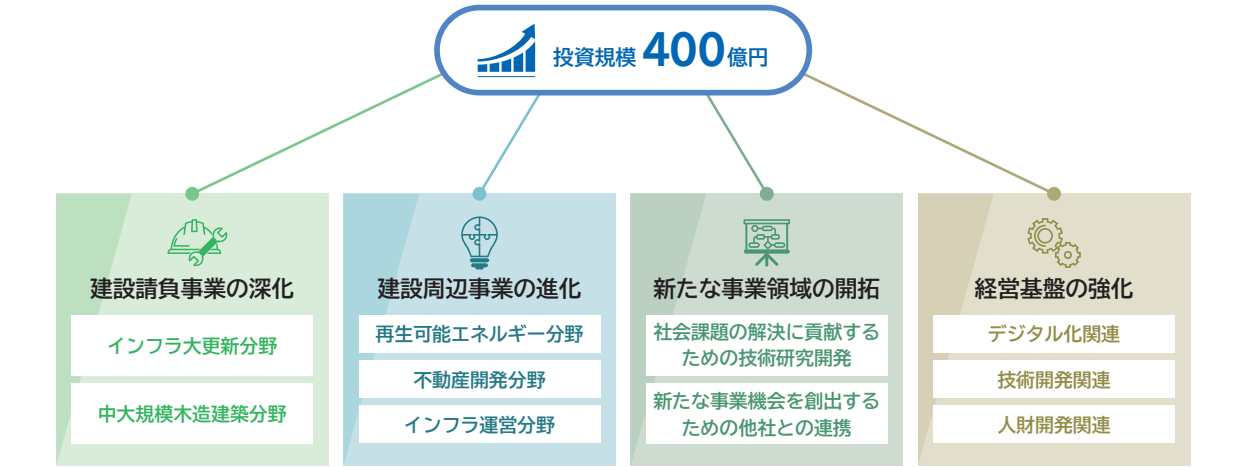 投資規模 400億円
建設請負事業の深化
インフラ大更新分野
中大規模木造建築分野
建設周辺事業の進化
再生可能エネルギー分野
不動産開発分野
インフラ運営分野
新たな事業領域の開拓
社会課題の解決に貢献する
ための技術研究開発
新たな事業機会を創出する
ための他社との連携
経営基盤の強化
デジタル化関連
技術開発関連
人財開発関連